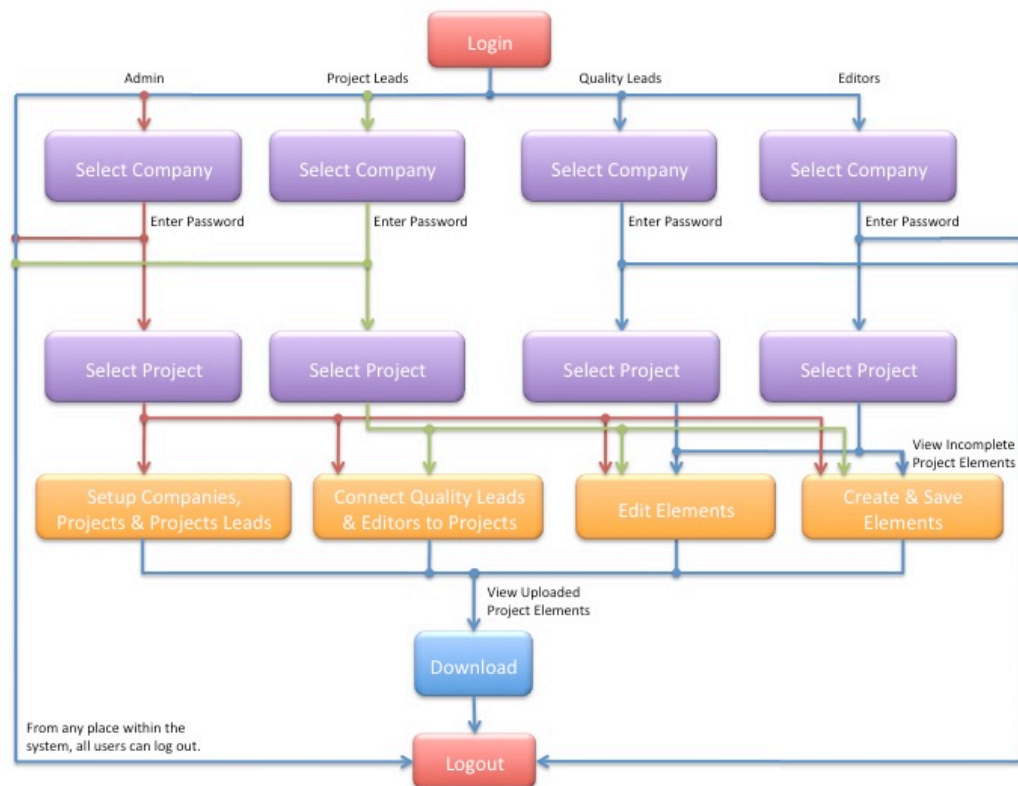 Login
Admin
Project Leads
Quality Leads
Editors
Select Company
Select Company
Select Company
Select Company
Enter Password
Enter Password
Enter Password
Enter Password
Select Project
Select Project
Select Project
Select Project
View Incomplete
Project Elements
Setup Companies,
Projects & Projects Leads
Connect Quality Leads
& Editors to Projects
Edit Elements
Create & Save
Elements
View Uploaded
Project Elements
Download
From any place within the
system, all users can log out.
Logout